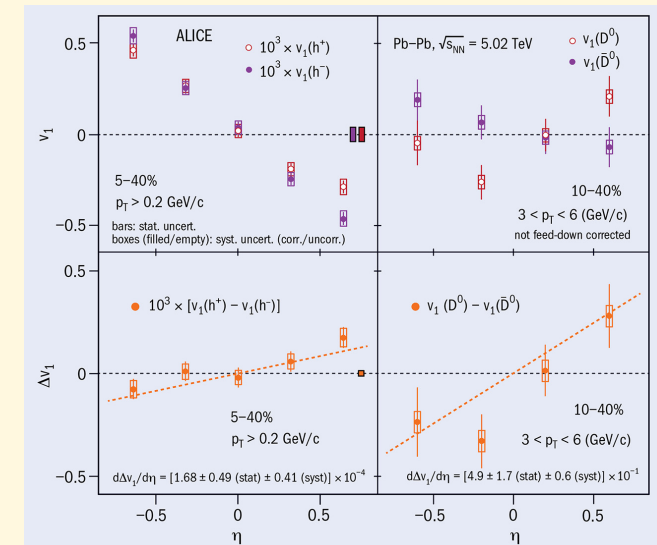 ALICE
10³ × v₁(h⁺)
10³ × v₁(h⁻)
0.5
0
−0.5
v₁
5–40%
pT > 0.2 GeV/c
bars: stat. uncert.
boxes (filled/empty): syst. uncert. (corr./uncorr.)
Pb–Pb, √sNN = 5.02 TeV
v₁(D⁰)
v₁(D̄⁰)
10–40%
3 < pT < 6 (GeV/c)
not feed-down corrected
0.5
0
−0.5
Δv₁
10³ × [v₁(h⁺) − v₁(h⁻)]
5–40%
pT > 0.2 GeV/c
dΔv₁/dη = [1.68 ± 0.49 (stat) ± 0.41 (syst)] × 10⁻⁴
v₁ (D⁰) − v₁(D̄⁰)
10–40%
3 < pT < 6 (GeV/c)
dΔv₁/dη = [4.9 ± 1.7 (stat) ± 0.6 (syst)] × 10⁻¹
−0.5 0 0.5
η
−0.5 0 0.5
η